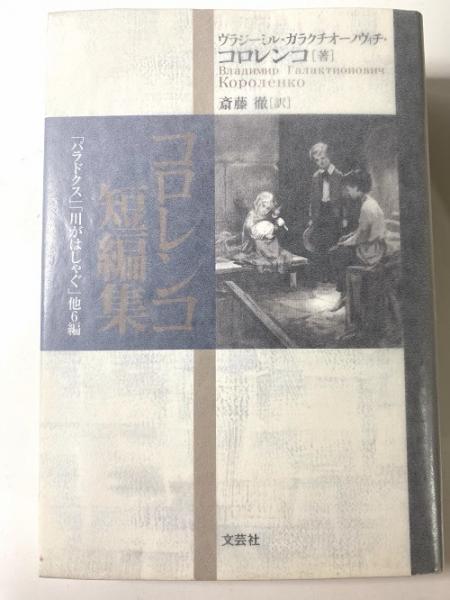 ヴラジーミル・ガラクチオーノヴィチ・
コロレンコ[著]
Владимир Галактионович
Короленко
斎藤 徹[訳]
コロレンコ
短編集
「パラドクス」「川がはしゃぐ」他6編
文芸社